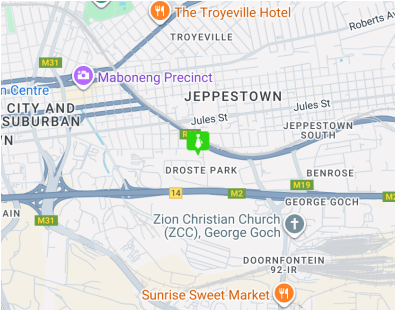 The Troyeville Hotel
Roberts Av
TROYEVILLE
M31
Maboneng Precinct
n Centre
JEPPESTOWN
CITY AND
SUBURBAN
Jules St
Jules St
WN
R
JEPPESTOWN
SOUTH
DROSTE PARK
BENROSE
M19
14
M2
GEORGE GOCH
M31
AIN
Zion Christian Church
(ZCC), George Goch
DOORNFONTEIN
92-IR
Sunrise Sweet Market